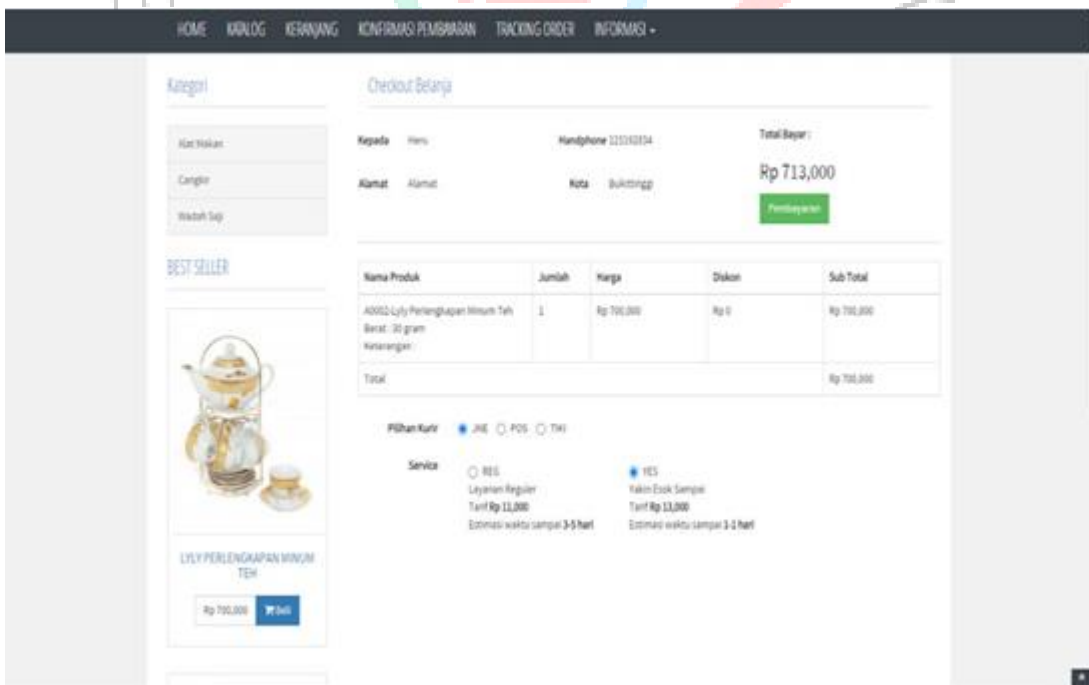 HOME KATALOG KERANJANG KONFIRMASI PEMBAYARAN TRACKING ORDER INFORMASI
Kategori
Alat Makan
Cangkir
Wadah Saji
BEST SELLER
LYLY PERLENGKAPAN MINUM
TEH
Rp 700,000 Beli
Checkout Belanja
Kepada Heru Handphone
Alamat Alamat Kota Bukittinggi
Total Bayar :
Rp 713,000
Pembayaran
Nama Produk Jumlah Harga Diskon Sub Total
A0002-Lyly Perlengkapan Minum Teh 1 Rp 700,000 Rp 0 Rp 700,000
Berat : 30 gram
Keterangan :
Total Rp 700,000
Pilihan Kurir JNE POS TIKI
Service
REG
Layanan Reguler
Tarif Rp 11,000
Estimasi waktu sampai 3-5 hari
YES
Yakin Esok Sampai
Tarif Rp 13,000
Estimasi waktu sampai 1-1 hari